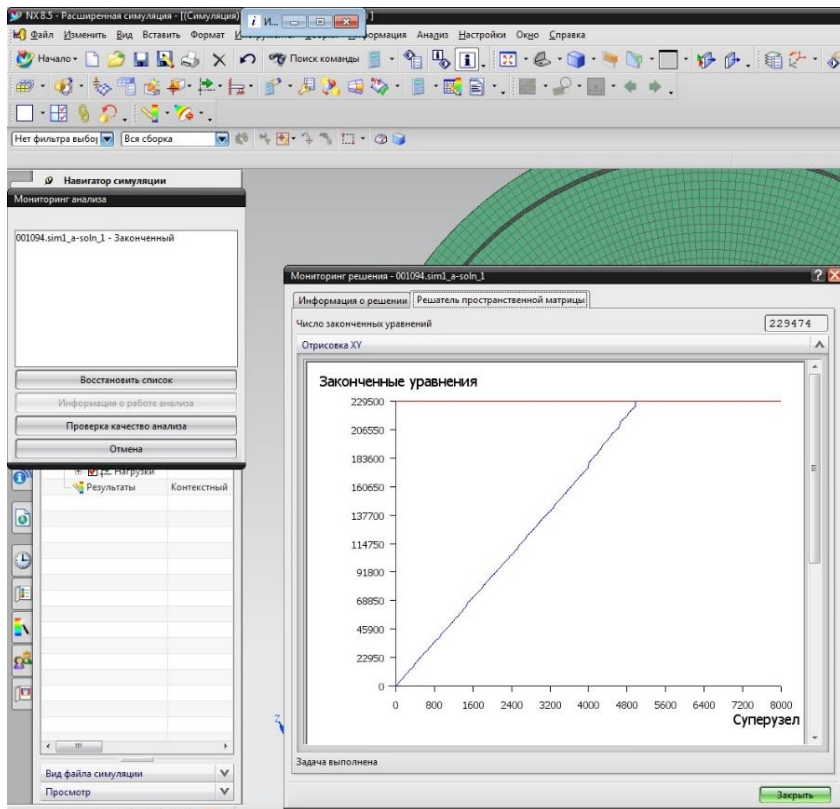 NX 8.5 - Расширенная симуляция - [(Симуляция)
i И...
Файл Изменить Вид Вставить Формат
Анализ Настройки Окно Справка
Начало Поиск команды
Нет фильтра выбор Вся сборка
Навигатор симуляции
Мониторинг анализа
001094.sim1_a-soln_1 - Законченный
Восстановить список
Информация о работе анализа
Проверка качество анализа
Отмена
Нагрузки
Результаты Контекстный
Вид файла симуляции
Просмотр
Мониторинг решения - 001094.sim1_a-soln_1
Информация о решении Решатель пространственной матрицы
Число законченных уравнений 229474
Отрисовка XY
Законченные уравнения
229500
206550
183600
160650
137700
114750
91800
68850
45900
22950
0
0 800 1600 2400 3200 4000 4800 5600 6400 7200 8000
Суперузел
Задача выполнена
Закрыть
Z